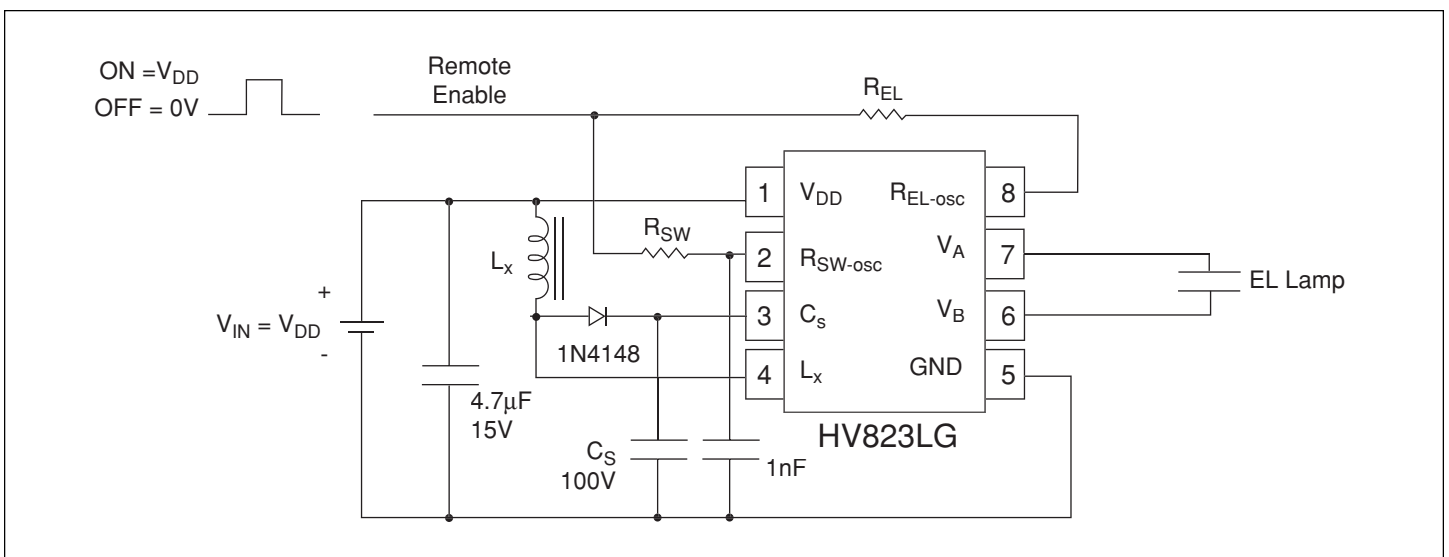 ON =VDD
OFF = 0V
Remote
Enable
REL
1
VDD
REL-osc
8
RSW
2
RSW-osc
VA
7
Lx
EL Lamp
3
Cs
VB
6
+
VIN = VDD
-
1N4148
4
Lx
GND
5
4.7μF
15V
HV823LG
CS
100V
1nF